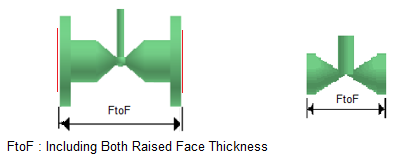 FtoF
FtoF
FtoF : Including Both Raised Face Thickness